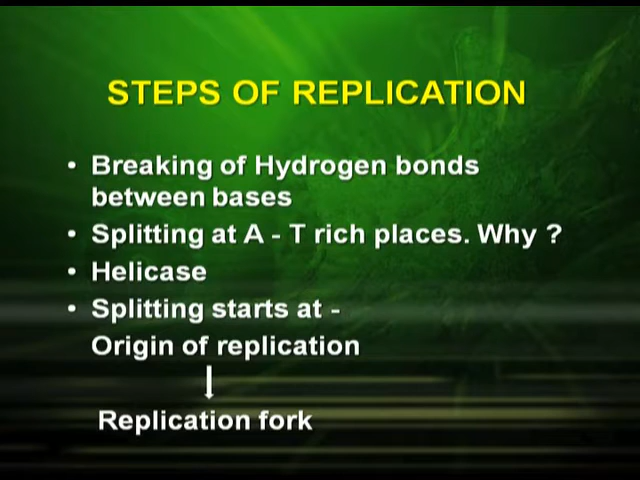 STEPS OF REPLICATION
• Breaking of Hydrogen bonds
between bases
• Splitting at A - T rich places. Why ?
• Helicase
• Splitting starts at -
Origin of replication
Replication fork